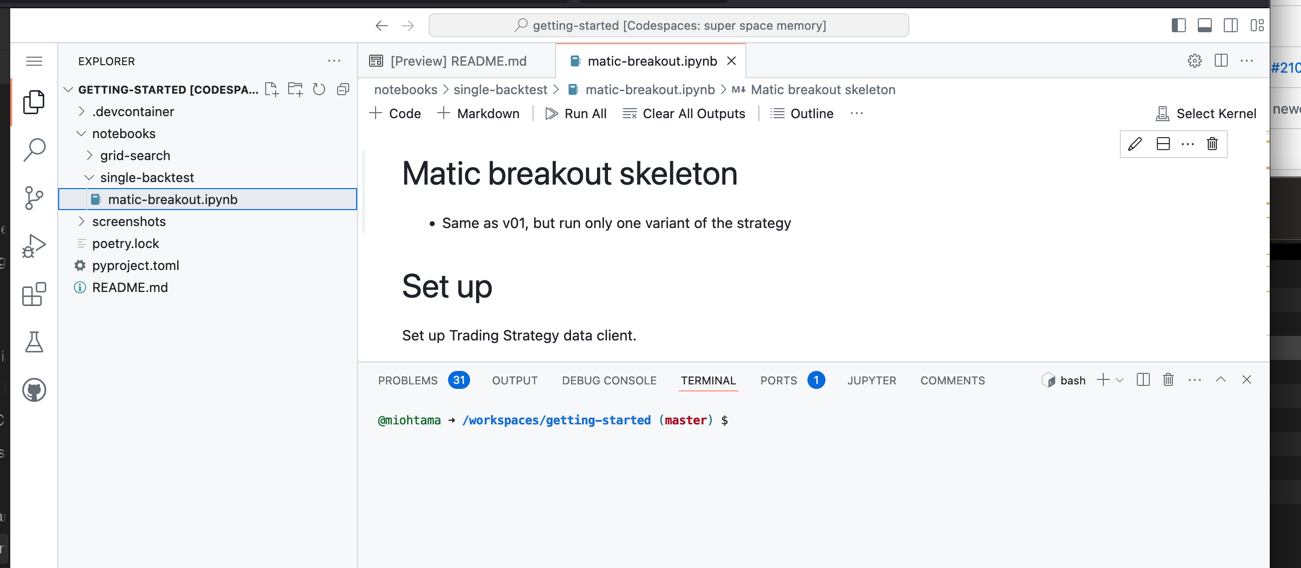 getting-started [Codespaces: super space memory]
EXPLORER
GETTING-STARTED [CODESPA...
.devcontainer
notebooks
grid-search
single-backtest
matic-breakout.ipynb
screenshots
poetry.lock
pyproject.toml
README.md
[Preview] README.md
matic-breakout.ipynb
notebooks > single-backtest > matic-breakout.ipynb > M↓ Matic breakout skeleton
+ Code + Markdown Run All Clear All Outputs Outline ...
Select Kernel
Matic breakout skeleton
• Same as v01, but run only one variant of the strategy
Set up
Set up Trading Strategy data client.
PROBLEMS 31 OUTPUT DEBUG CONSOLE TERMINAL PORTS 1 JUPYTER COMMENTS
bash
@miohtama → /workspaces/getting-started (master) $
#210
newe